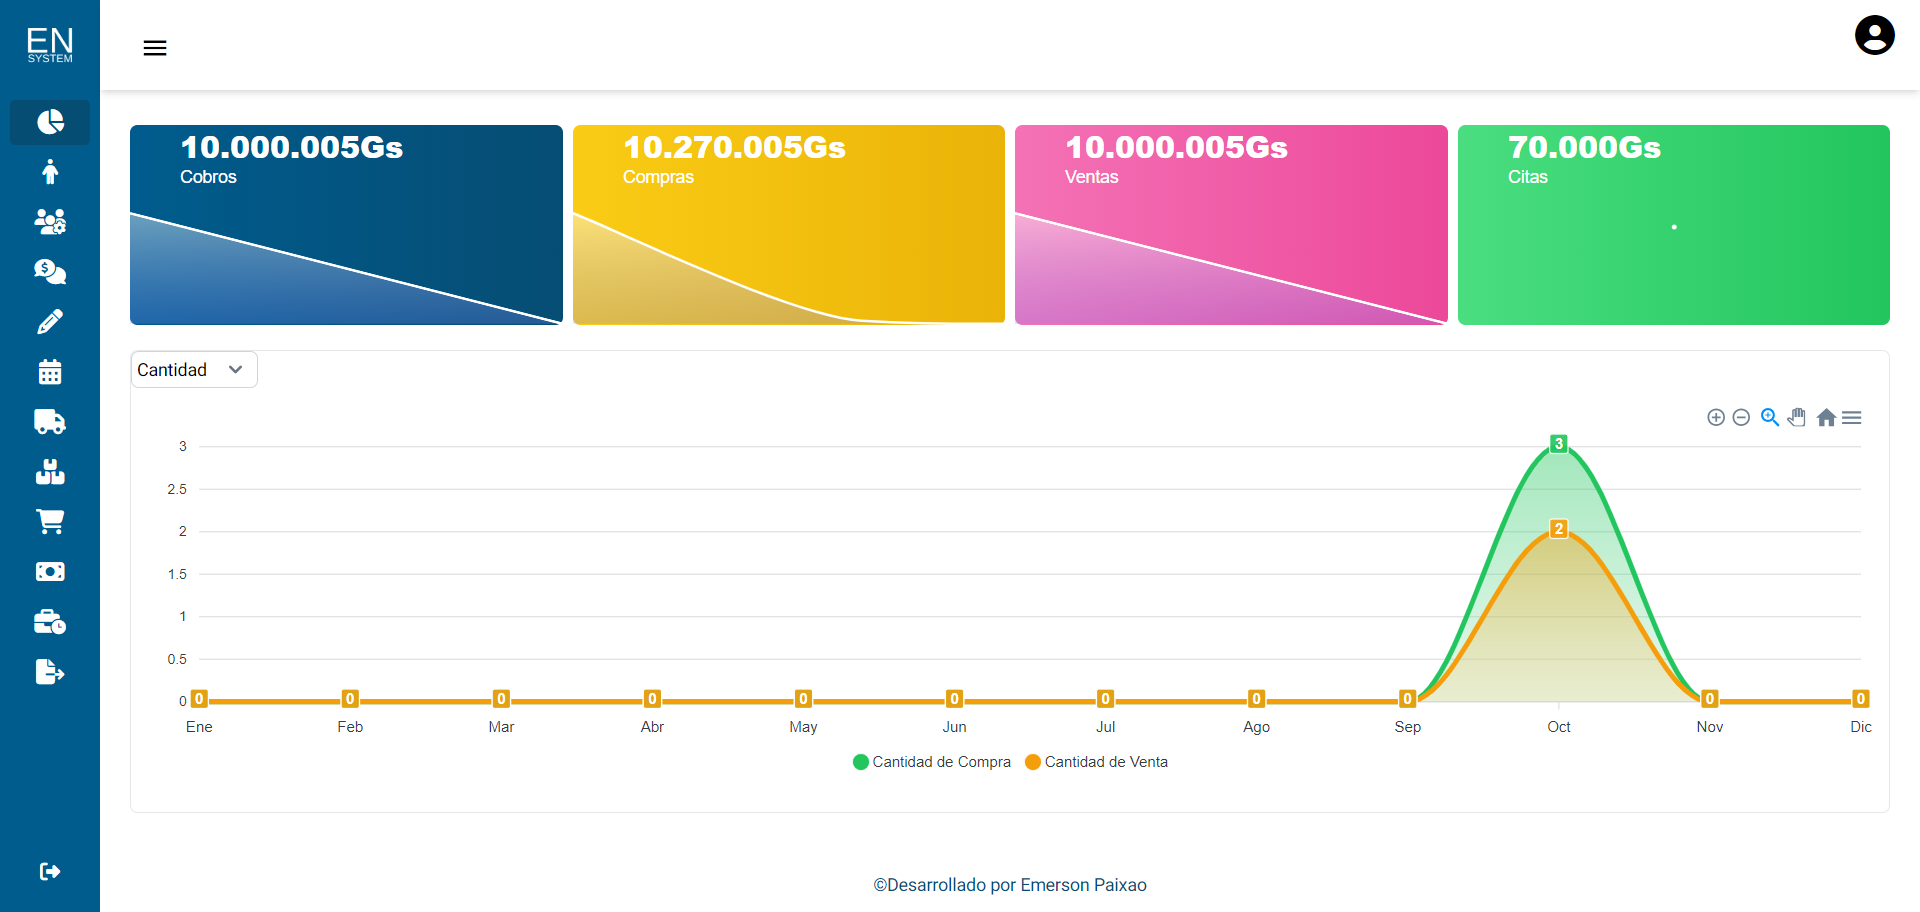 EN
SYSTEM
10.000.005Gs
Cobros
10.270.005Gs
Compras
10.000.005Gs
Ventas
70.000Gs
Citas
Cantidad
3
2.5
2
1.5
1
0.5
0
3
2
0 0 0 0 0 0 0 0 0 0 0
Ene Feb Mar Abr May Jun Jul Ago Sep Oct Nov Dic
Cantidad de Compra Cantidad de Venta
©Desarrollado por Emerson Paixao